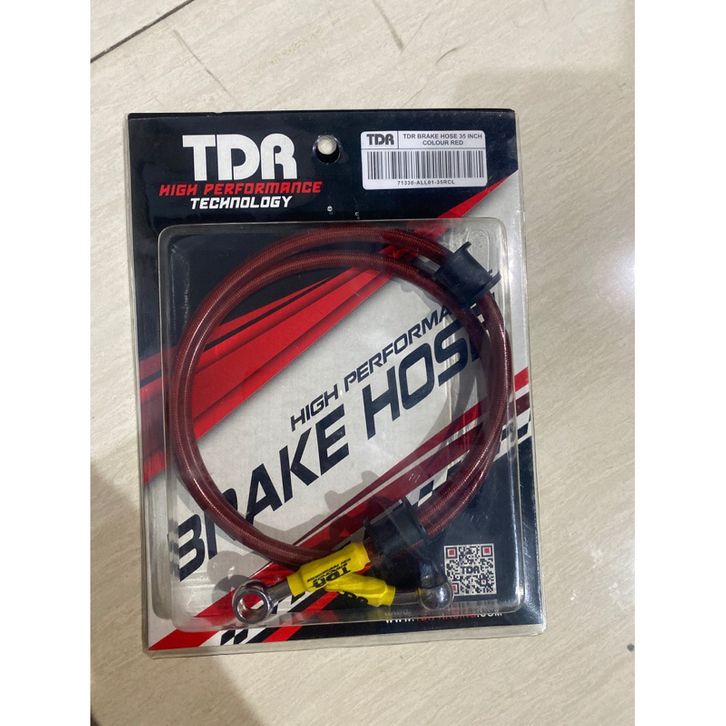 TDR
HIGH PERFORMANCE
TECHNOLOGY
TDR
TDR BRAKE HOSE 35 INCH
COLOUR RED
71330-ALL01-35RCL
HIGH PERFORMANCE
BRAKE HOSE
TDR
TDR